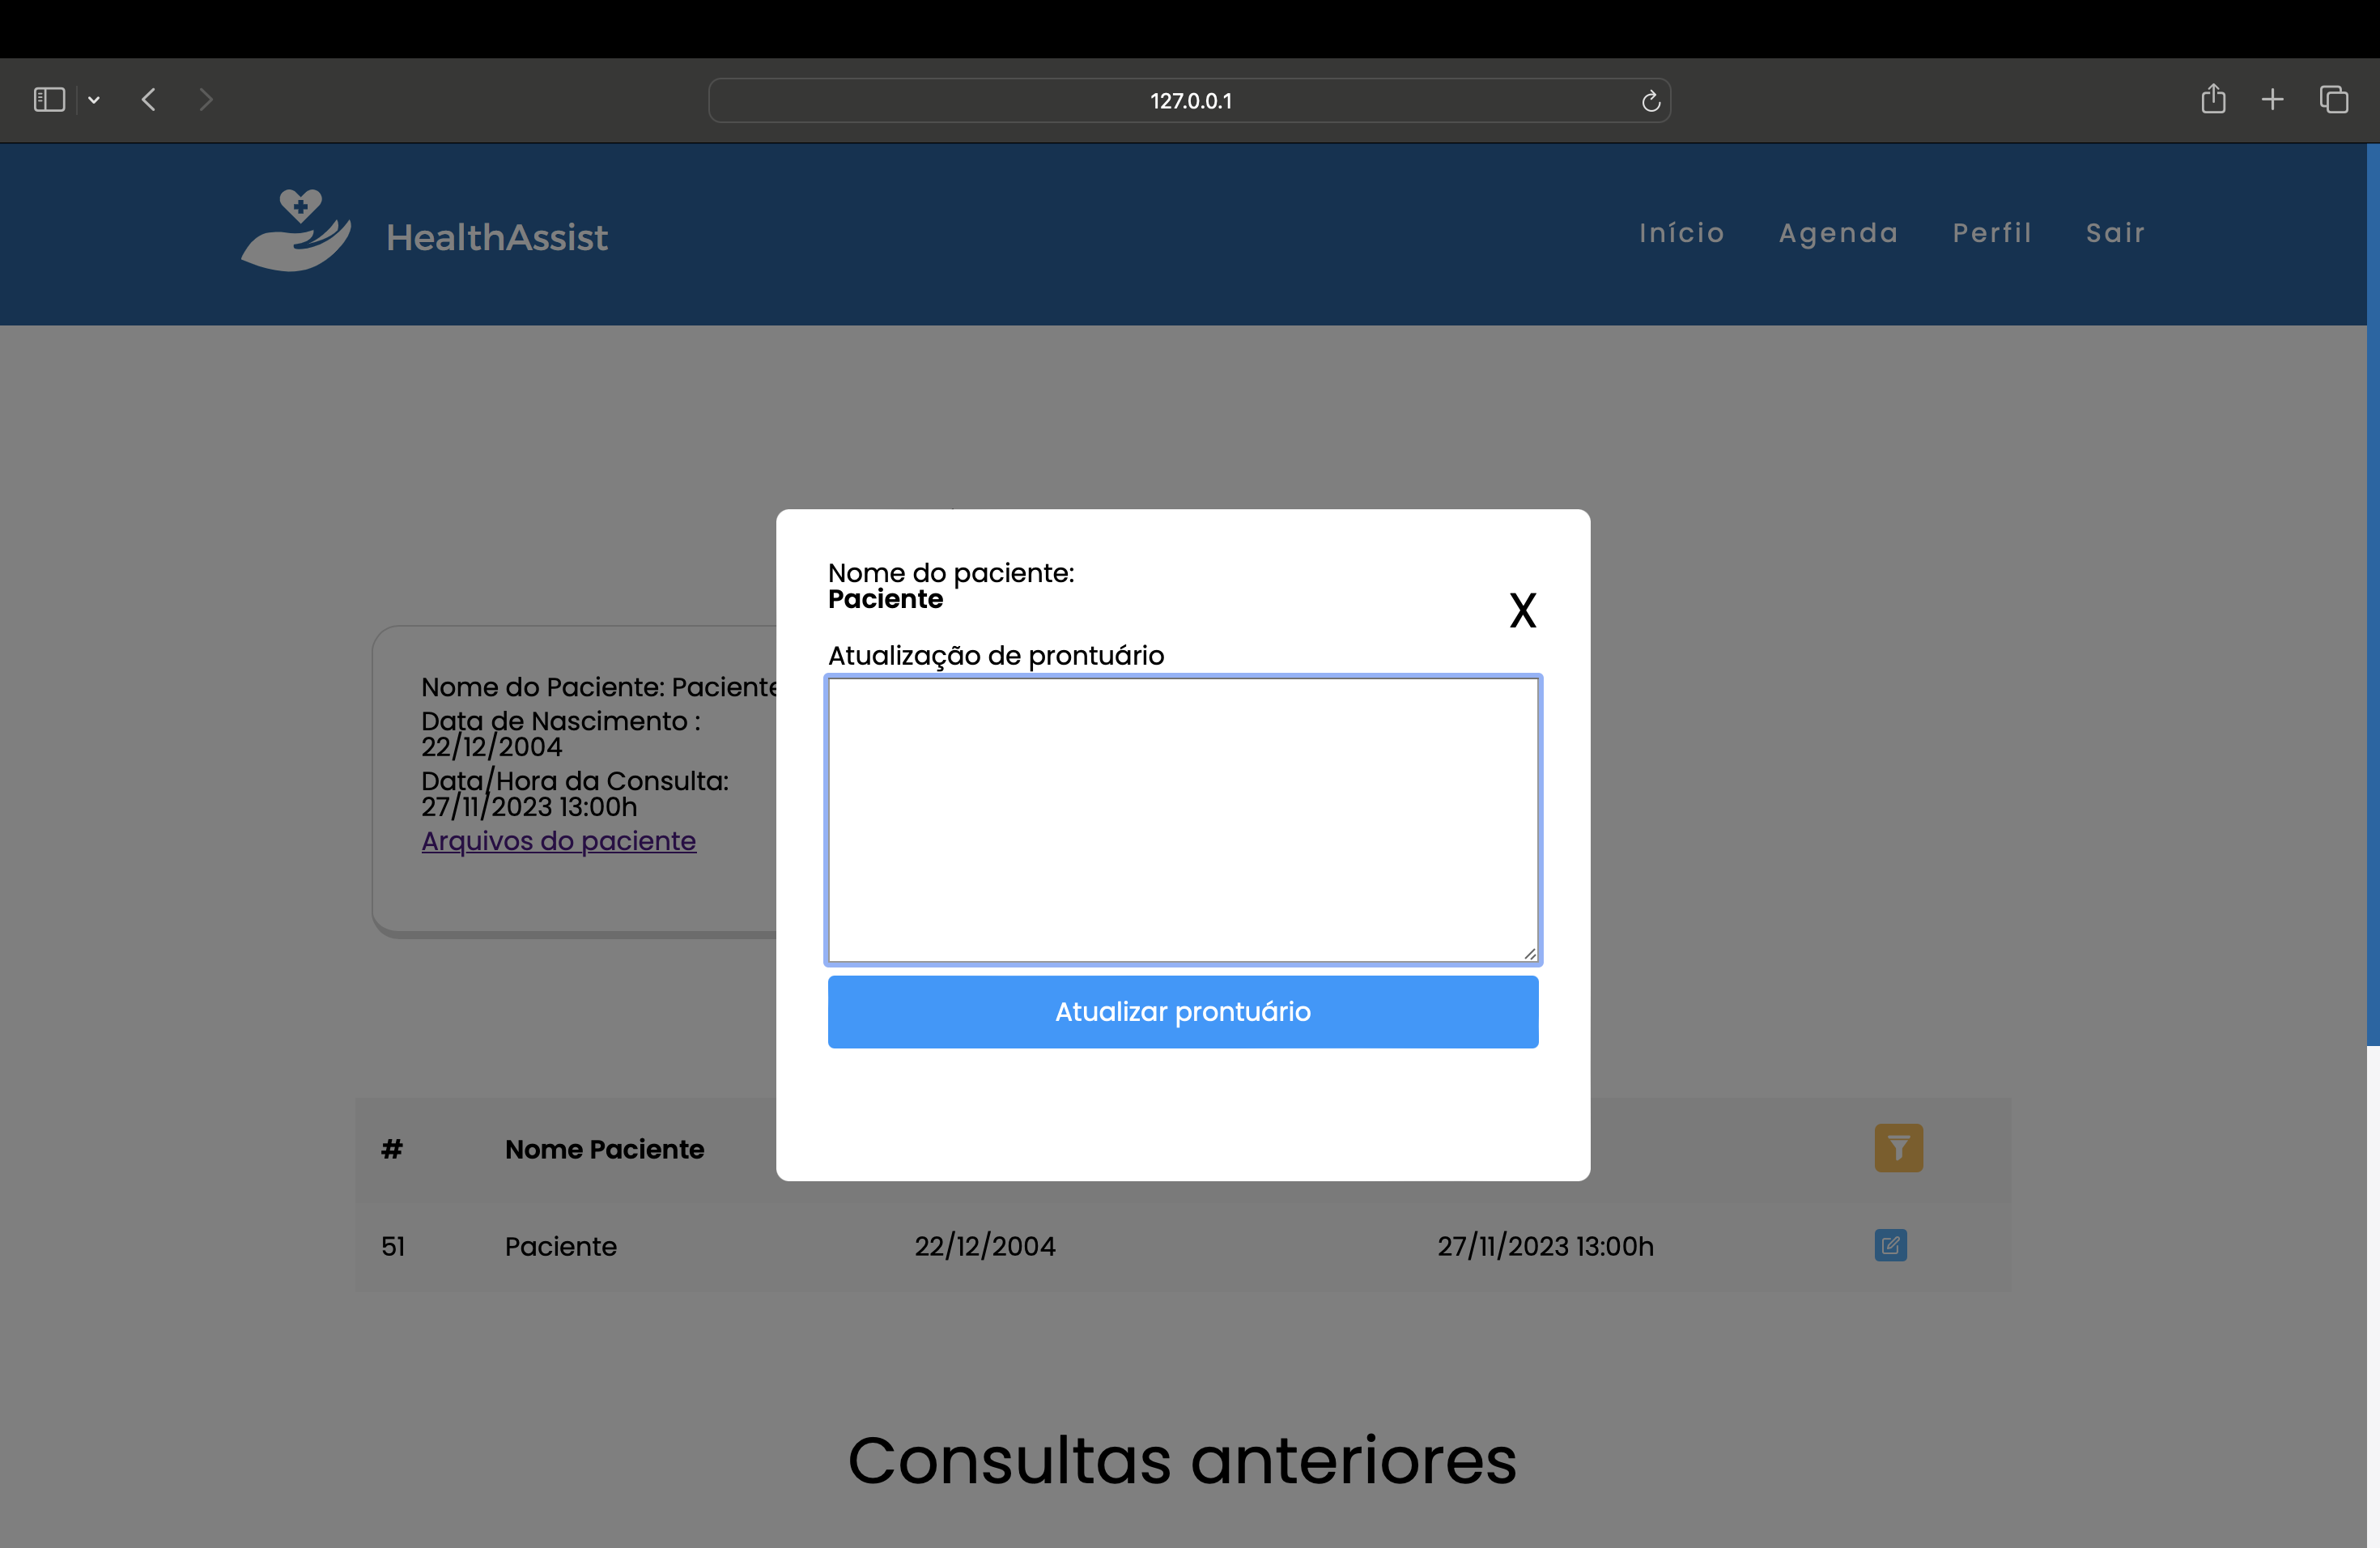 127.0.0.1
HealthAssist
Início Agenda Perfil Sair
Nome do paciente:
Paciente
X
Atualização de prontuário
Atualizar prontuário
Nome do Paciente: Paciente
Data de Nascimento :
22/12/2004
Data/Hora da Consulta:
27/11/2023 13:00h
Arquivos do paciente
# Nome Paciente
51 Paciente 22/12/2004 27/11/2023 13:00h
Consultas anteriores